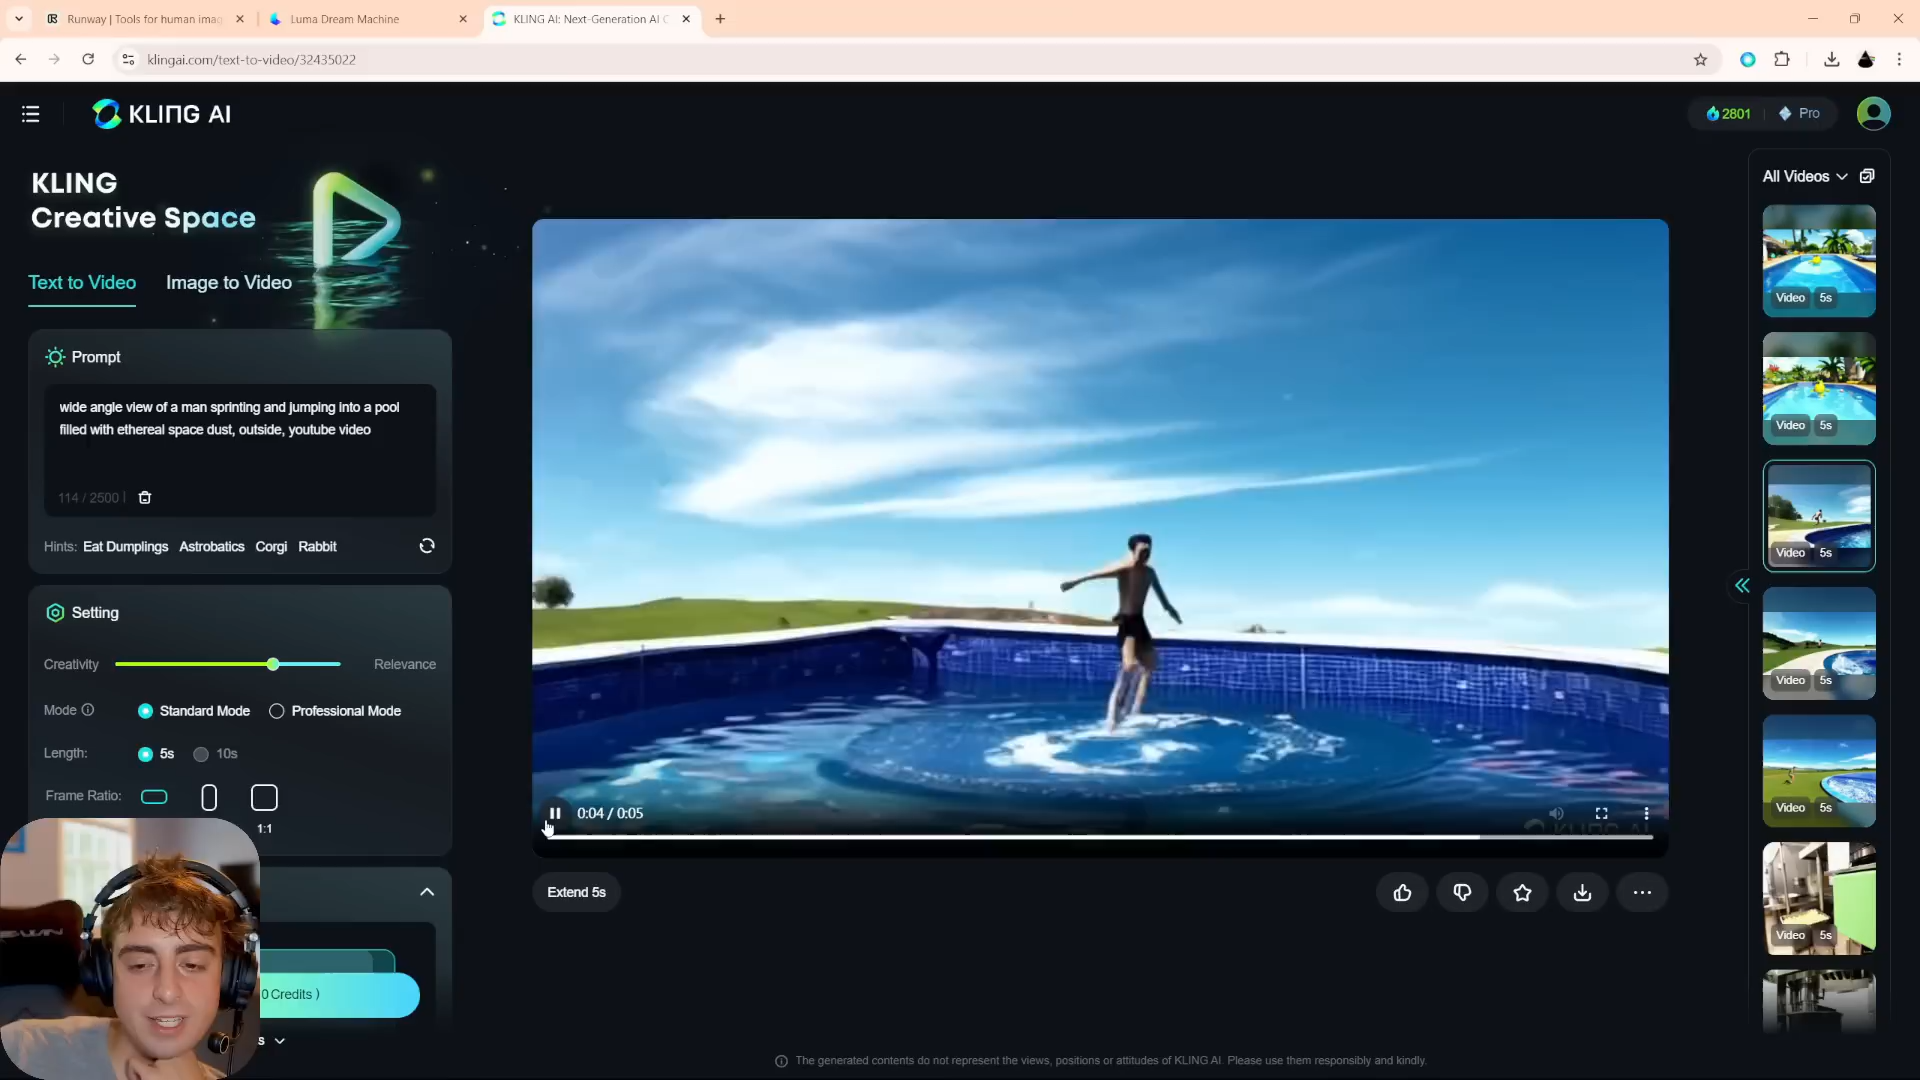 Runway | Tools for human imag
Luma Dream Machine
KLING AI: Next-Generation AI C
klingai.com/text-to-video/32435022
KLING AI
2801
Pro
KLING
Creative Space
Text to Video
Image to Video
All Videos
Prompt
wide angle view of a man sprinting and jumping into a pool
filled with ethereal space dust, outside, youtube video
114 / 2500
Hints: Eat Dumplings Astrobatics Corgi Rabbit
Setting
Creativity
Relevance
Mode
Standard Mode
Professional Mode
Length:
5s
10s
Frame Ratio:
1:1
0 Credits )
s
0:04 / 0:05
KLING AI
Extend 5s
Video 5s
Video 5s
Video 5s
Video 5s
Video 5s
Video 5s
The generated contents do not represent the views, positions or attitudes of KLING AI. Please use them responsibly and kindly.